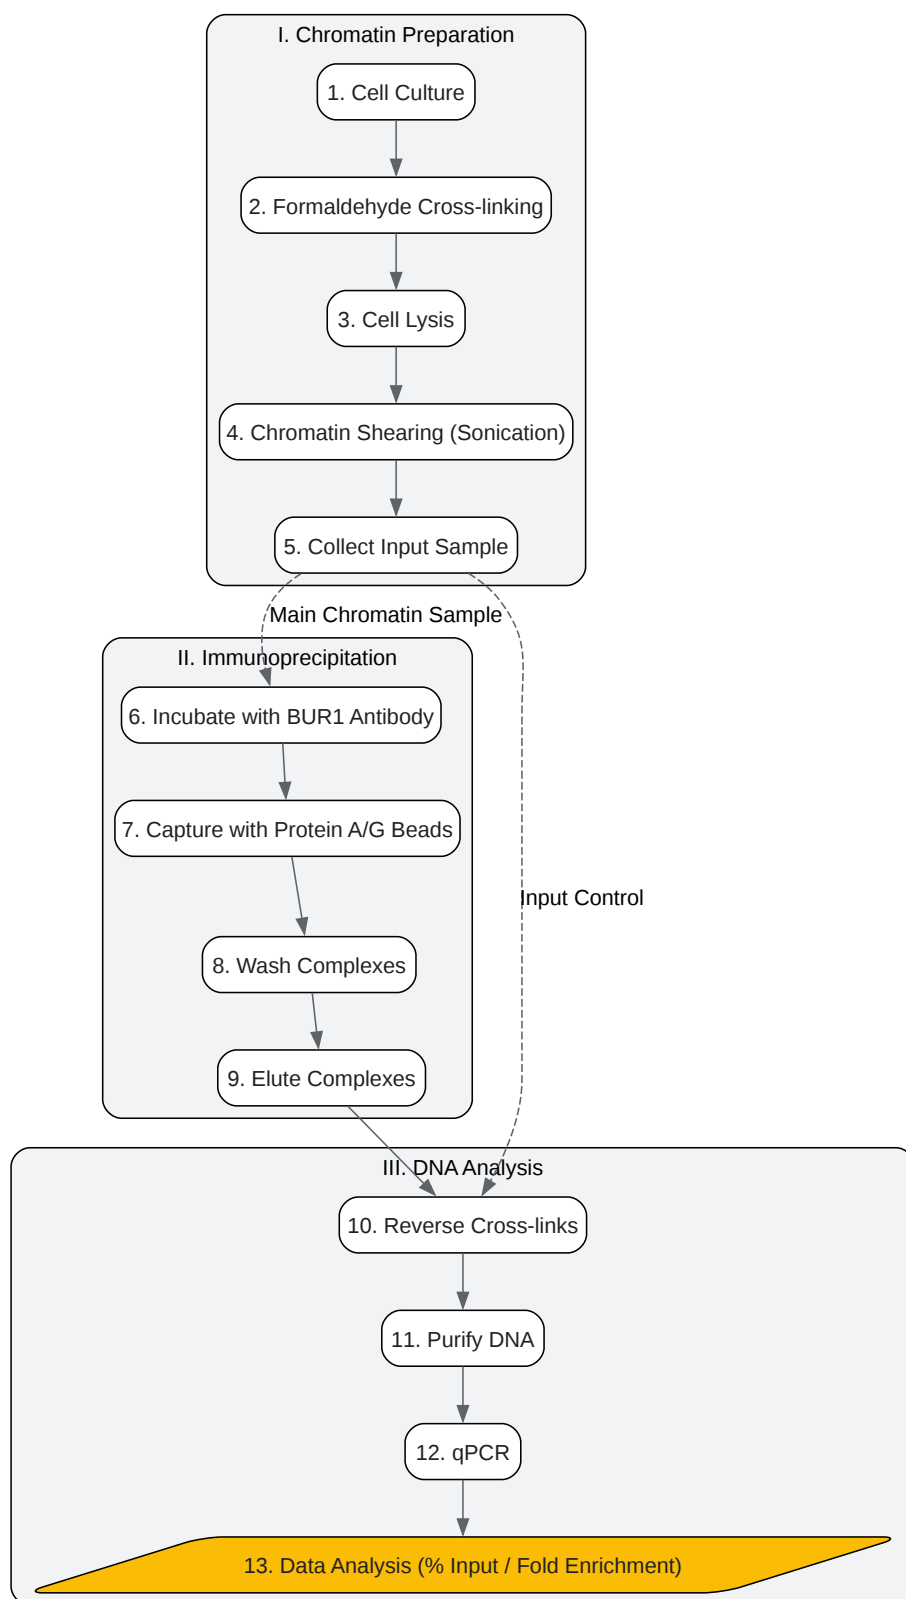 I. Chromatin Preparation
1. Cell Culture
2. Formaldehyde Cross-linking
3. Cell Lysis
4. Chromatin Shearing (Sonication)
5. Collect Input Sample
Main Chromatin Sample
II. Immunoprecipitation
6. Incubate with BUR1 Antibody
7. Capture with Protein A/G Beads
Input Control
8. Wash Complexes
9. Elute Complexes
III. DNA Analysis
10. Reverse Cross-links
11. Purify DNA
12. qPCR
13. Data Analysis (% Input / Fold Enrichment)